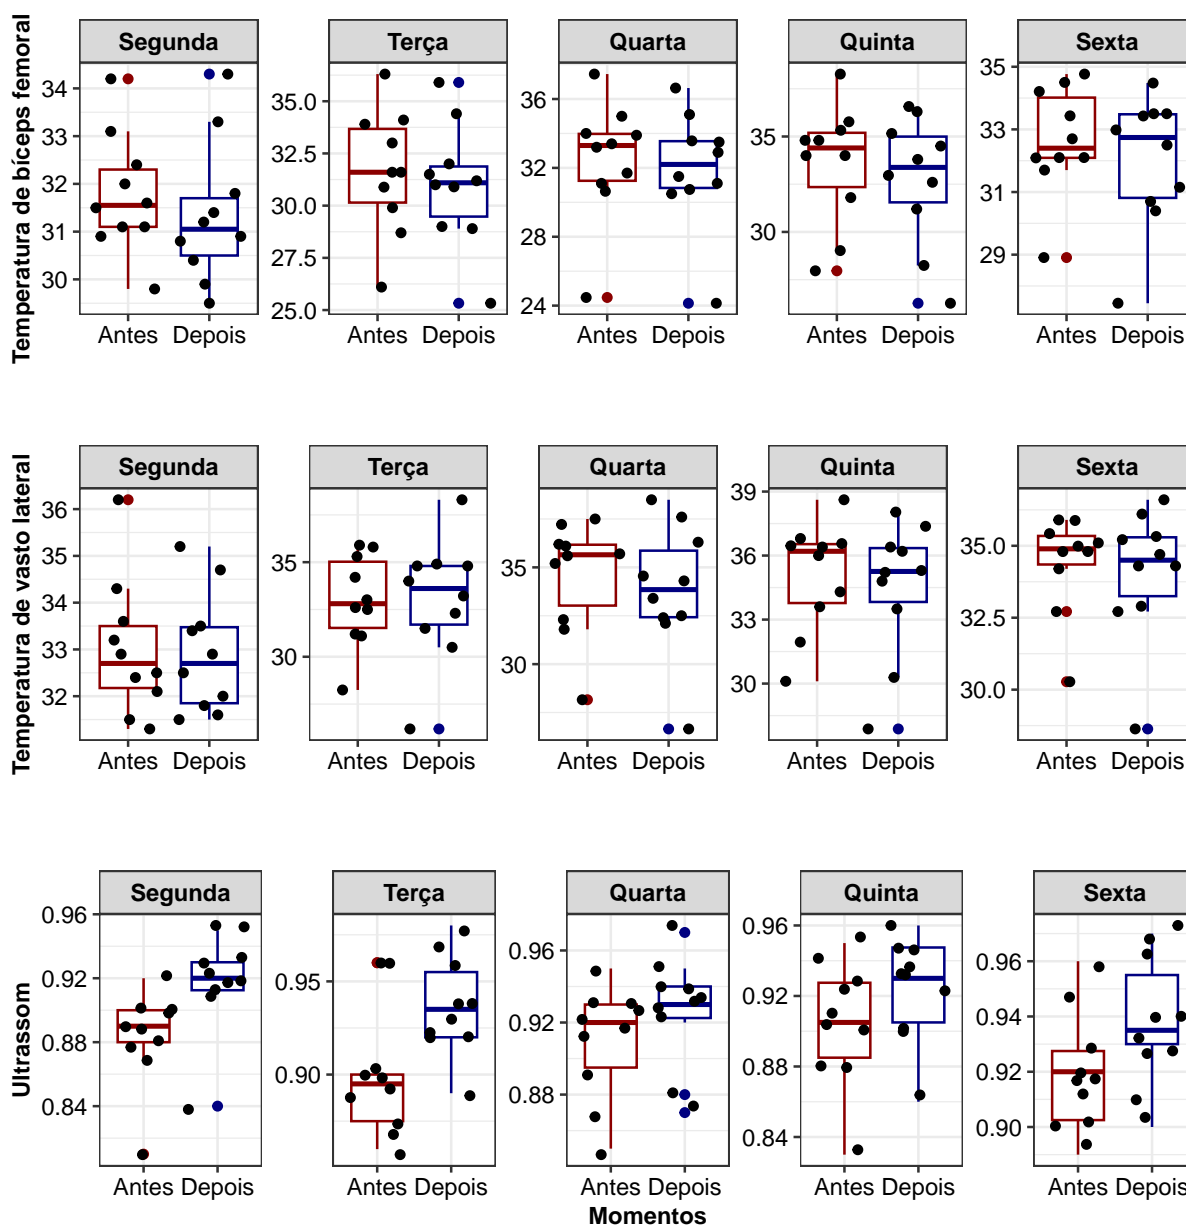 Temperatura de bíceps femoral
Segunda Terça Quarta Quinta Sexta
34 33 32 31 30
35.0 32.5 30.0 27.5 25.0
36 32 28 24
35 30
35 33 31 29
Antes Depois Antes Depois Antes Depois Antes Depois Antes Depois
Temperatura de vasto lateral
Segunda Terça Quarta Quinta Sexta
36 35 34 33 32
35 30
35 30
39 36 33 30
35.0 32.5 30.0
Antes Depois Antes Depois Antes Depois Antes Depois Antes Depois
Ultrassom
Segunda Terça Quarta Quinta Sexta
0.96 0.92 0.88 0.84
0.95 0.90
0.96 0.92 0.88
0.96 0.92 0.88 0.84
0.96 0.94 0.92 0.90
Antes Depois Antes Depois Antes Depois Antes Depois Antes Depois
Momentos